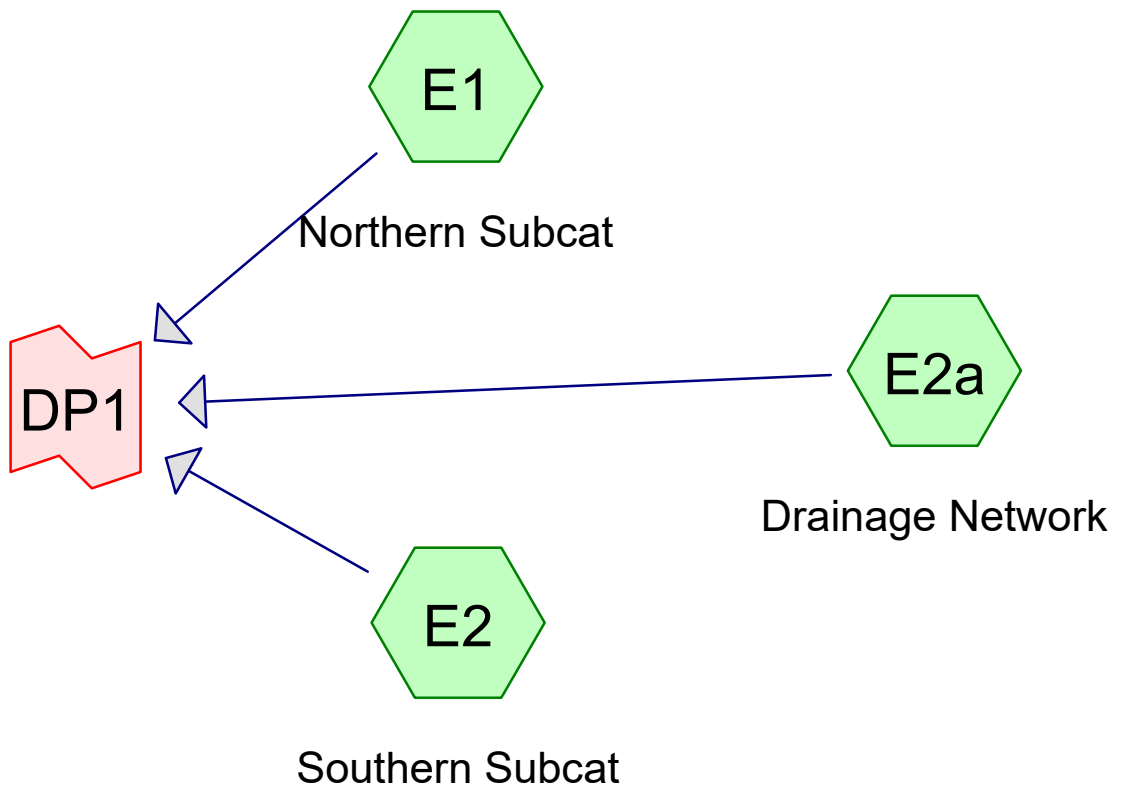 E1
Northern Subcat
E2a
DP1
Drainage Network
E2
Southern Subcat